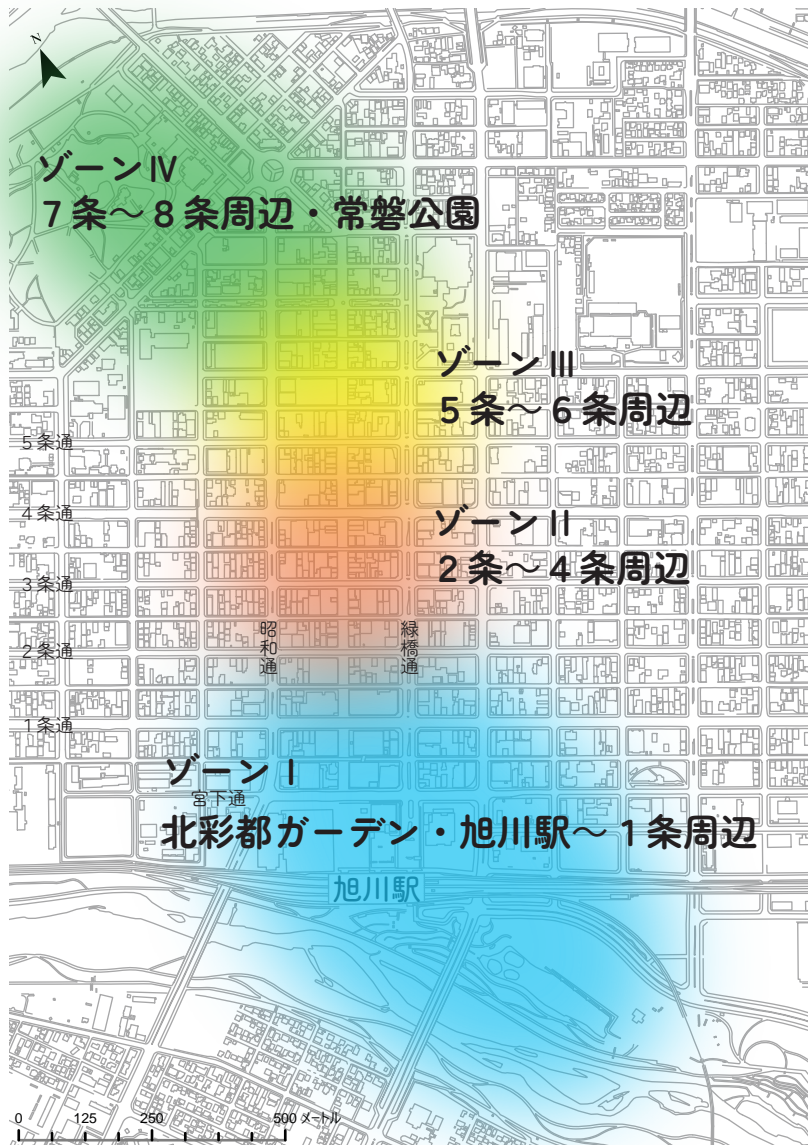 N
ゾーンⅣ
7条〜8条周辺・常磐公園
ゾーンⅢ
5条〜6条周辺
5条通
4条通
ゾーンⅡ
2条〜4条周辺
3条通
昭和通
緑橋通
2条通
1条通
ゾーンⅠ
宮下通
北彩都ガーデン・旭川駅〜1条周辺
旭川駅
0 125 250 500 メートル